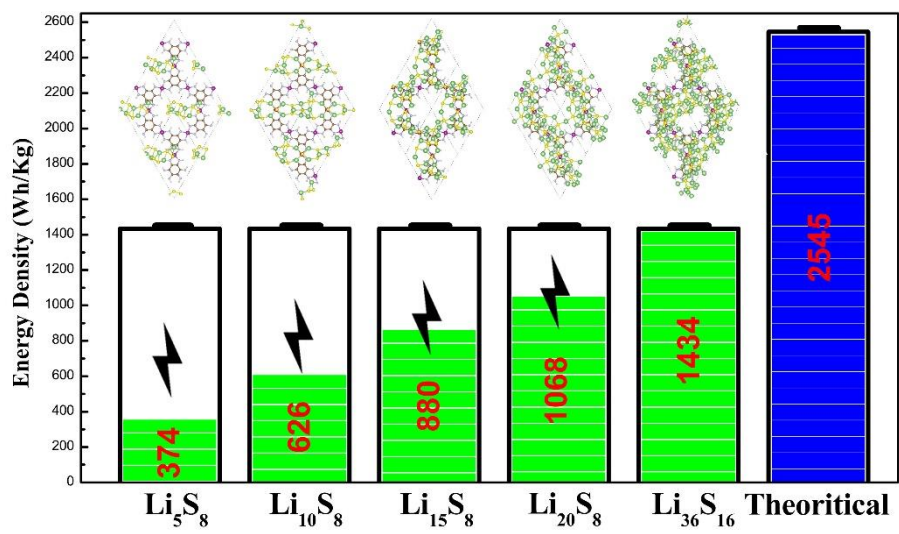 Energy Density (Wh/Kg)
2600
2400
2200
2000
1800
1600
1400
1200
1000
800
600
400
200
0
374
626
880
1068
1434
2545
Li₅S₈
Li₁₀S₈
Li₁₅S₈
Li₂₀S₈
Li₃₆S₁₆
Theoritical